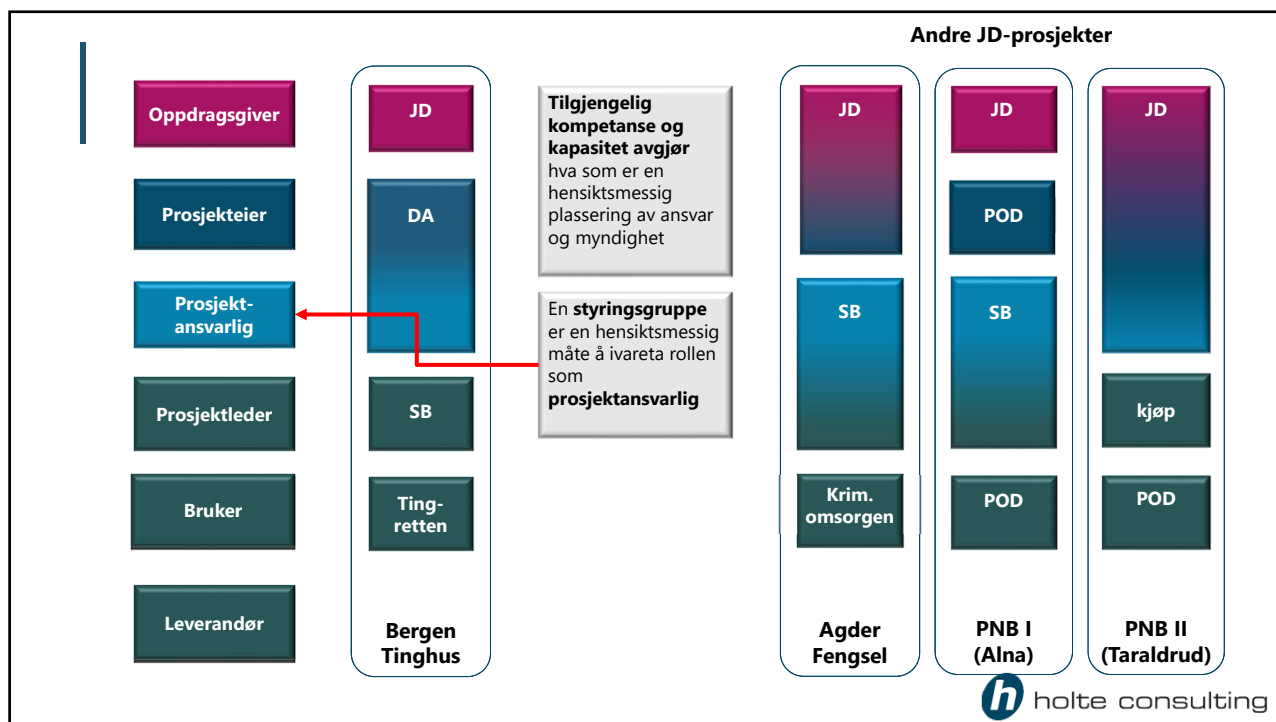 Andre JD-prosjekter
Oppdragsgiver
Prosjekteier
Prosjekt-
ansvarlig
Prosjektleder
Bruker
Leverandør
JD
DA
SB
Ting-
retten
Bergen
Tinghus
Tilgjengelig
kompetanse og
kapasitet avgjør
hva som er en
hensiktsmessig
plassering av ansvar
og myndighet
En styringsgruppe
er en hensiktsmessig
måte å ivareta rollen
som
prosjektansvarlig
JD
SB
Krim.
omsorgen
Agder
Fengsel
JD
POD
SB
POD
PNB I
(Alna)
JD
kjøp
POD
PNB II
(Taraldrud)
h holte consulting